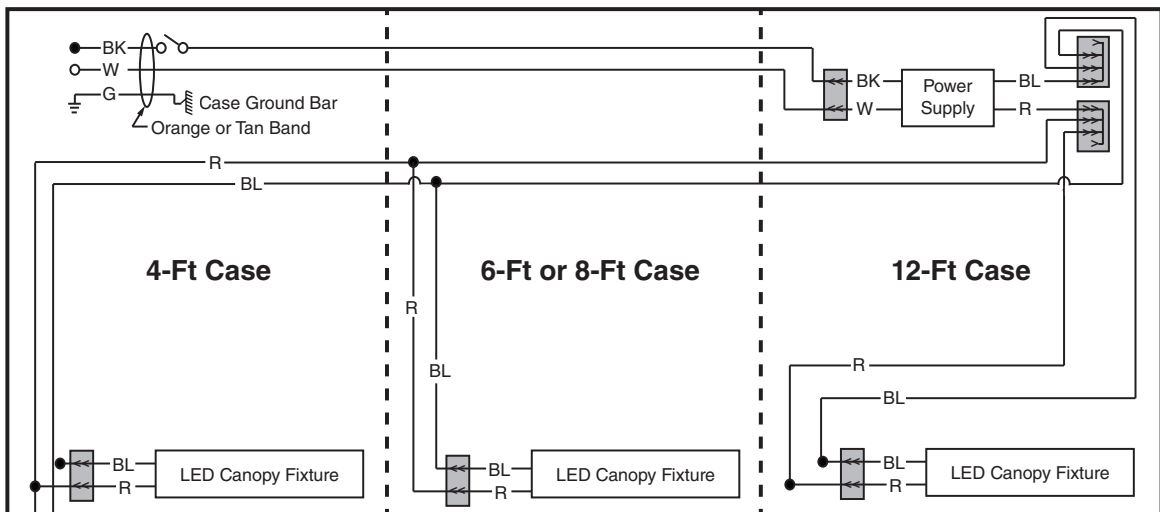 BK
W
G
Case Ground Bar
Orange or Tan Band
BK
W
Power
Supply
BL
R
R
BL
4-Ft Case
6-Ft or 8-Ft Case
12-Ft Case
R
BL
R
BL
BL
R
LED Canopy Fixture
BL
R
LED Canopy Fixture
BL
R
LED Canopy Fixture